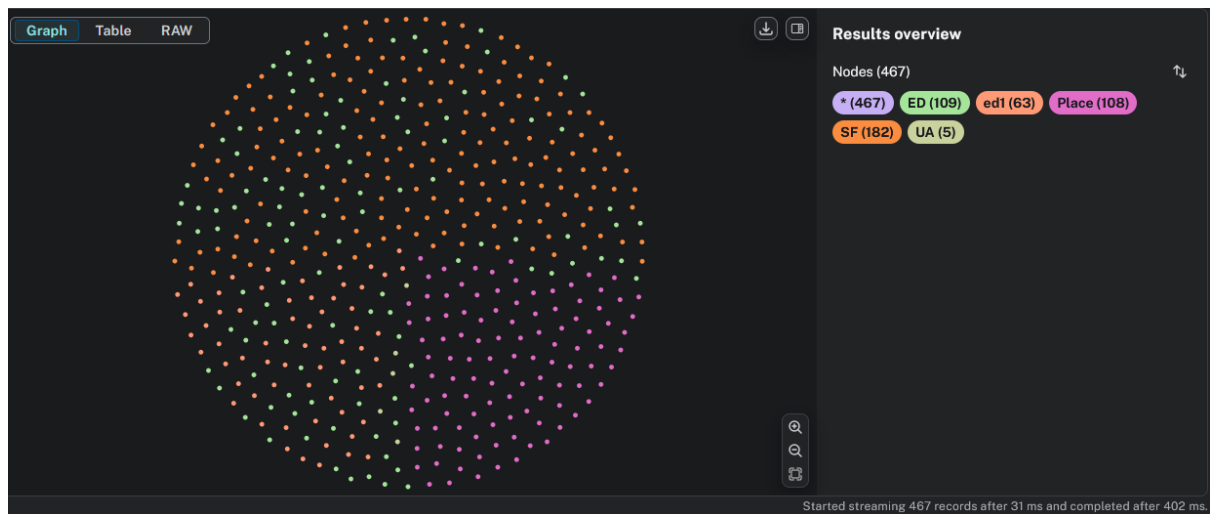 Graph Table RAW
Results overview
Nodes (467)
* (467) ED (109) ed1 (63) Place (108)
SF (182) UA (5)
Started streaming 467 records after 31 ms and completed after 402 ms.